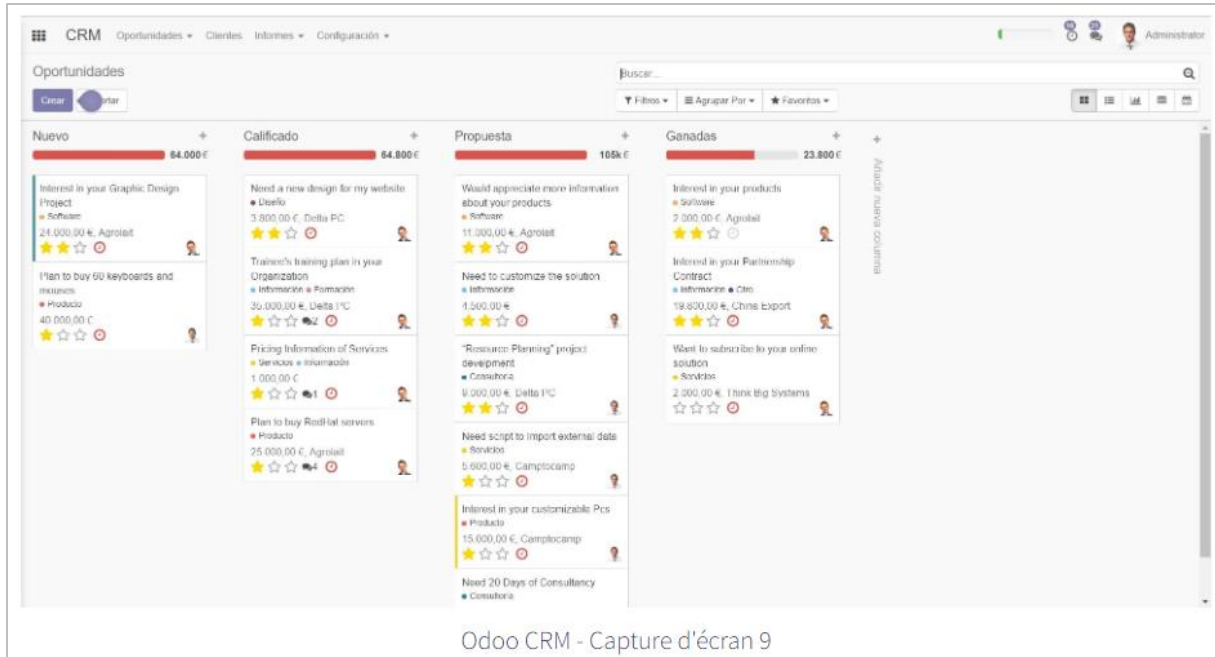 CRM Oportunidades Clientes Informes Configuración
Administrator
Oportunidades
Buscar...
Crear
Filtros Agrupar Por Favoritos
Nuevo +
64.000 €
Interest in your Graphic Design
Project
Software
24.000,00 €, Agrolait
Plan to buy 60 keyboards and
mouses
Producto
40.000,00 €
Calificado +
64.800 €
Need a new design for my website
Diseño
3.800,00 €, Delta PC
Trainee's training plan in your
Organization
Información Formación
35.000,00 €, Delta PC
2
Pricing Information of Services
Servicios Información
1.000,00 €
1
Plan to buy RedHat servers
Producto
25.000,00 €, Agrolait
4
Propuesta +
105k €
Would appreciate more information
about your products
Software
11.000,00 €, Agrolait
Need to customize the solution
Información
4.500,00 €
"Resource Planning" project
develpment
Consultoria
9.000,00 €, Delta PC
Need script to import external data
Servicios
5.600,00 €, Camptocamp
Interest in your customizable Pcs
Producto
15.000,00 €, Camptocamp
Need 20 Days of Consultancy
Consultoria
Ganadas +
23.800 €
Interest in your products
Software
2.000,00 €, Agrolait
Interest in your Partnership
Contract
Información Otro
19.800,00 €, China Export
Want to subscribe to your online
solution
Servicios
2.000,00 €, Think Big Systems
+
Añade nueva columna
Odoo CRM - Capture d'écran 9